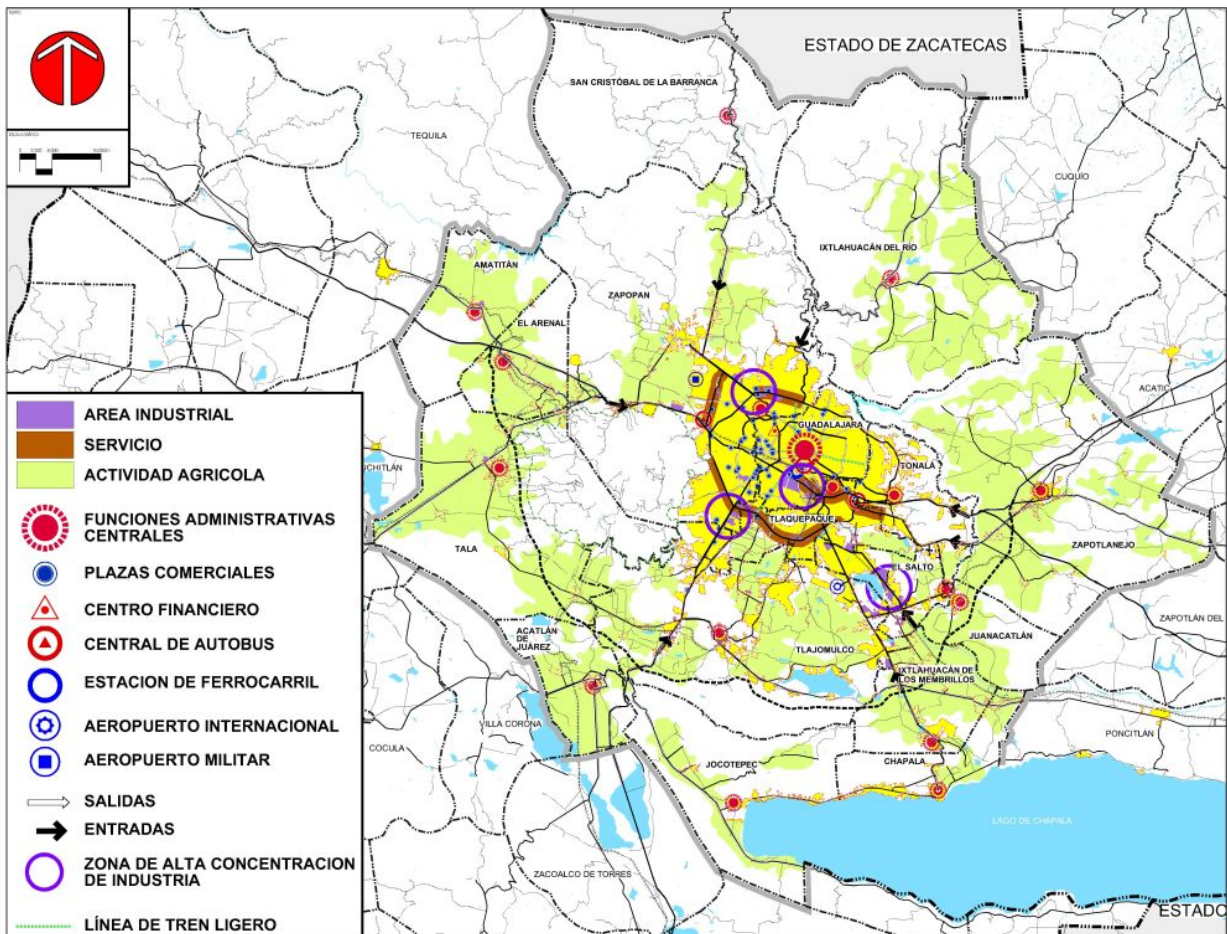 ESTADO DE ZACATECAS
SAN CRISTÓBAL DE LA BARRANCA
TEQUILA
CUQUÍO
IXTLAHUACÁN DEL RÍO
AMATITÁN
ZAPOPAN
EL ARENAL
ACATIC
GUADALAJARA
TONALÁ
TLAQUEPAQUE
ZAPOTLANEJO
TALA
EL SALTO
ZAPOTLÁN DEL
ACATLÁN
DE
JUÁREZ
TLAJOMULCO
JUANACATLÁN
IXTLAHUACÁN DE
LOS MEMBRILLOS
VILLA CORONA
COCULA
PONCITLÁN
JOCOTEPEC
CHAPALA
LAGO DE CHAPALA
ZACOALCO DE TORRES
ESTADO
AREA INDUSTRIAL
SERVICIO
ACTIVIDAD AGRICOLA
FUNCIONES ADMINISTRATIVAS
CENTRALES
PLAZAS COMERCIALES
CENTRO FINANCIERO
CENTRAL DE AUTOBUS
ESTACION DE FERROCARRIL
AEROPUERTO INTERNACIONAL
AEROPUERTO MILITAR
SALIDAS
ENTRADAS
ZONA DE ALTA CONCENTRACION
DE INDUSTRIA
LÍNEA DE TREN LIGERO